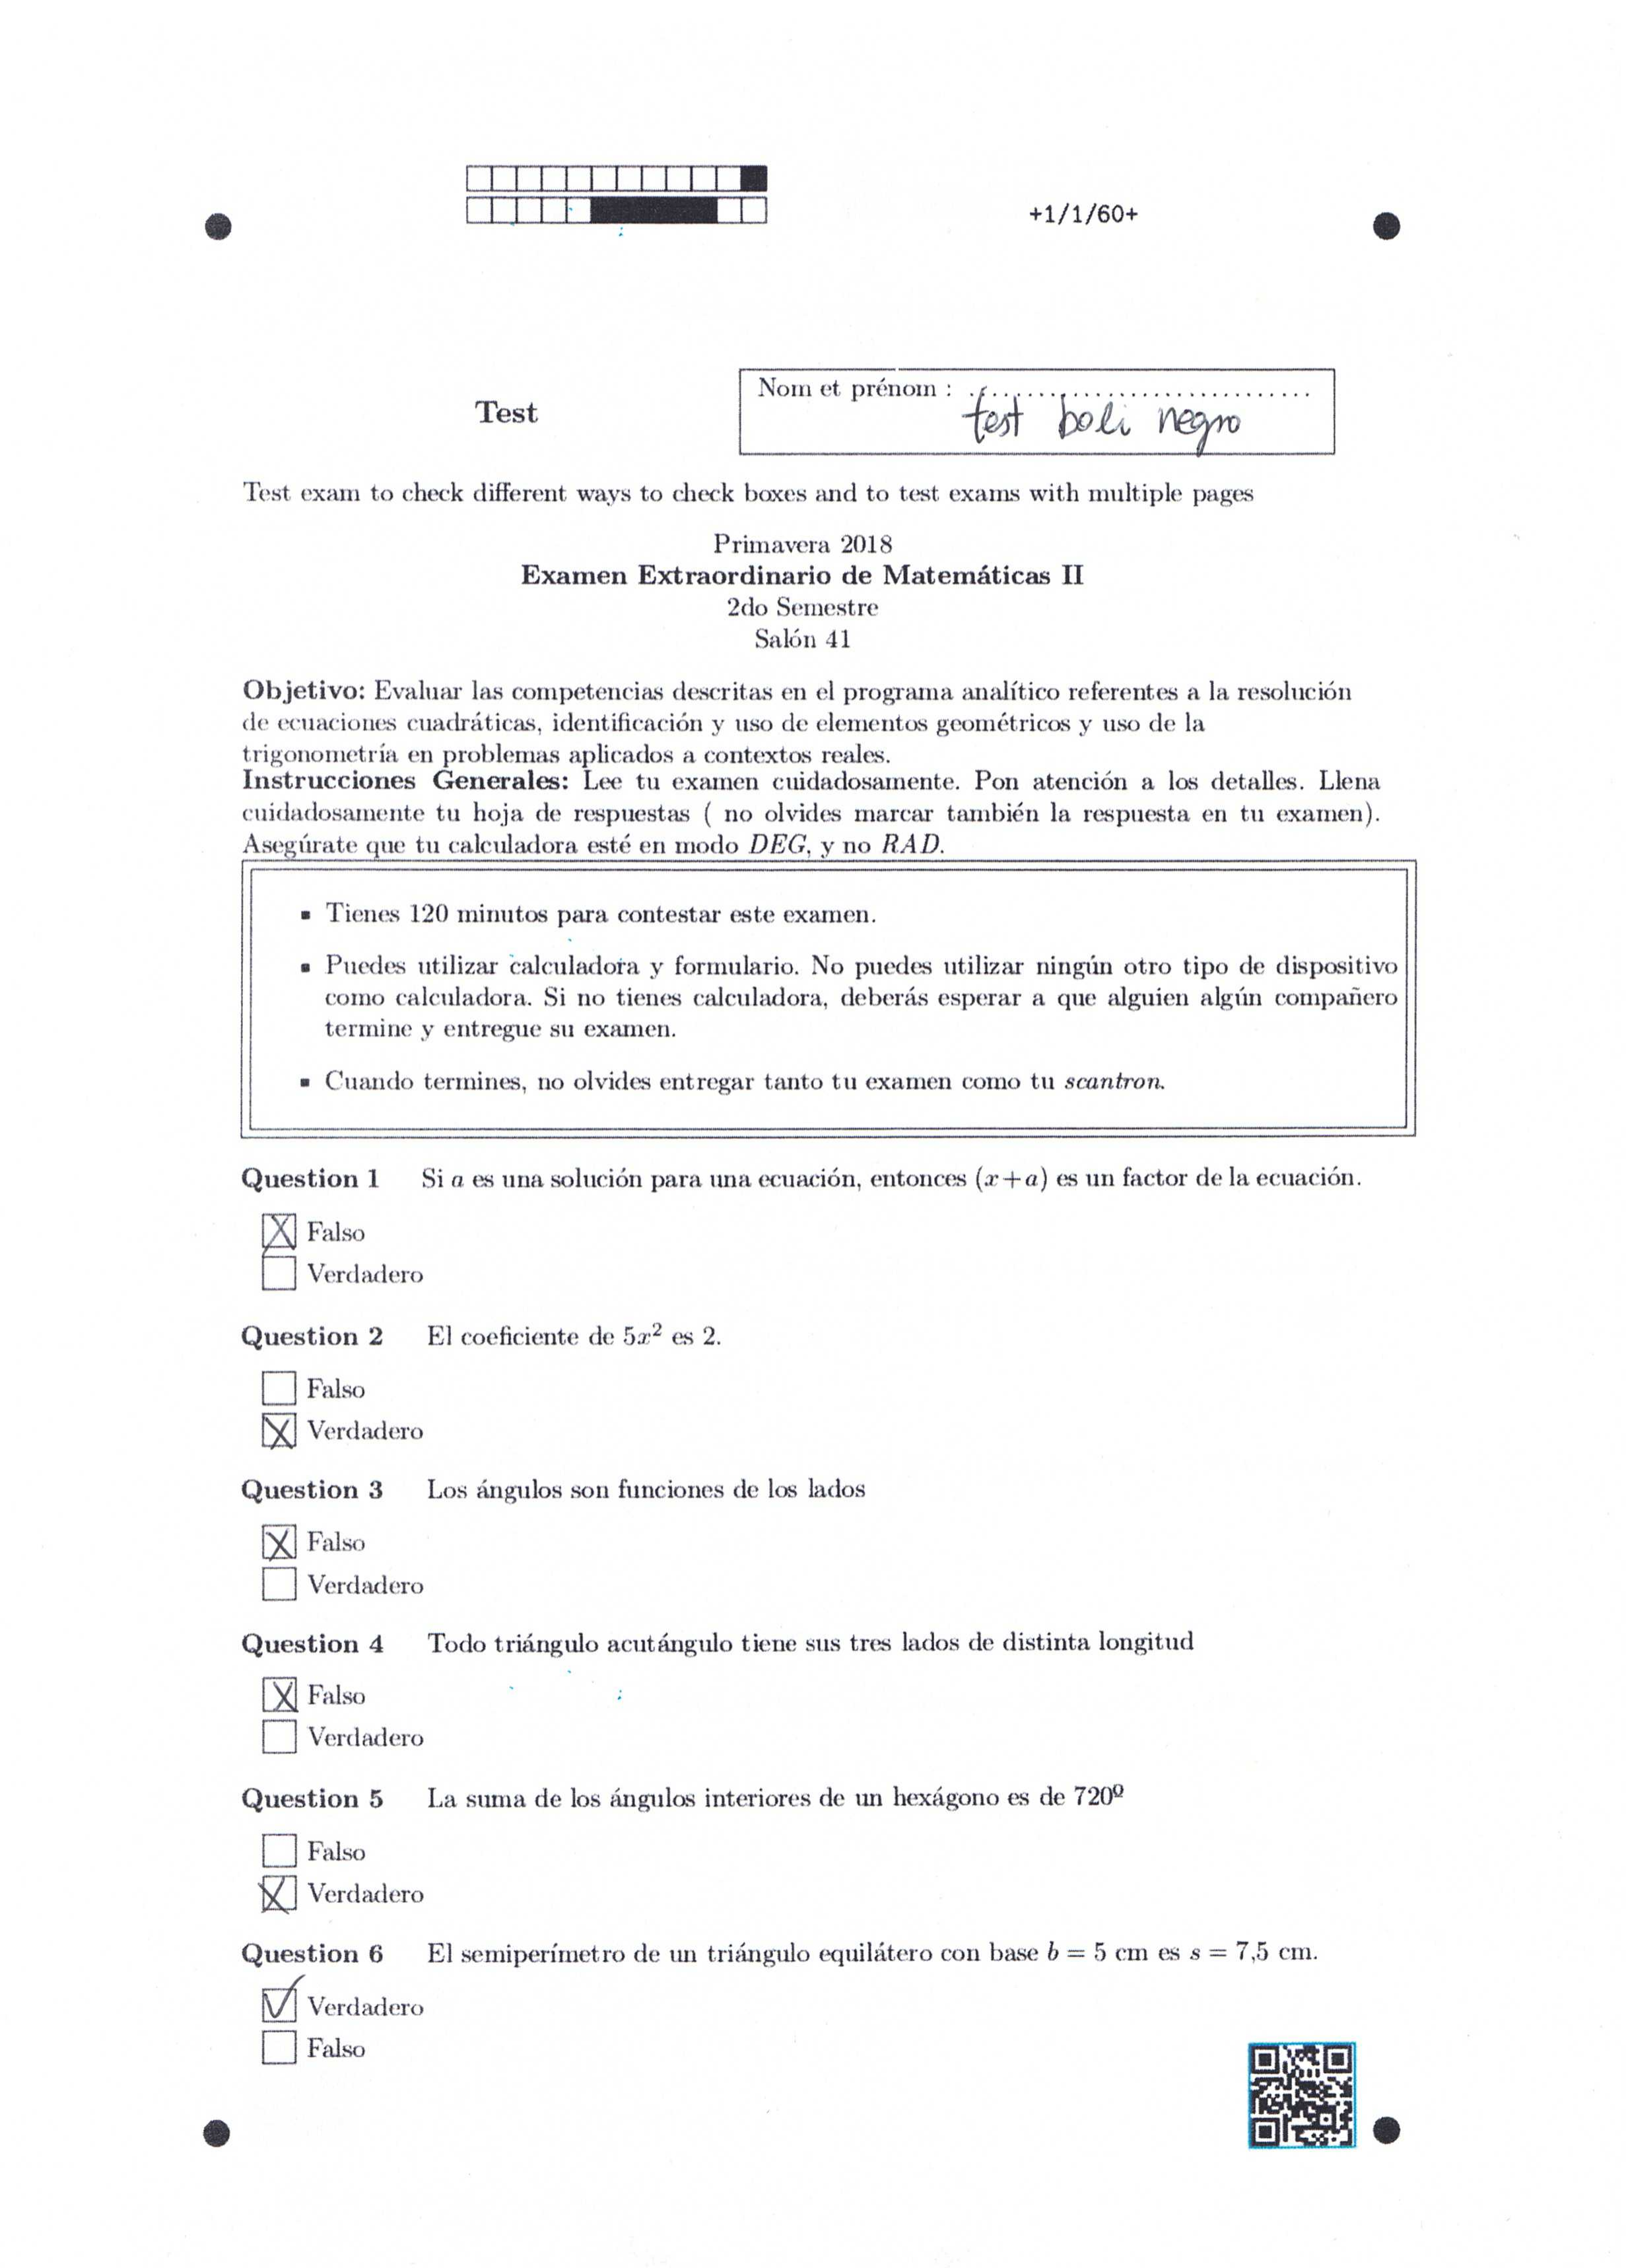 +1/1/60+
Nom et prénom : ....................................
Test
test boli negro
Test exam to check different ways to check boxes and to test exams with multiple pages
Primavera 2018
Examen Extraordinario de Matemáticas II
2do Semestre
Salón 41
Objetivo: Evaluar las competencias descritas en el programa analítico referentes a la resolución
de ecuaciones cuadráticas, identificación y uso de elementos geométricos y uso de la
trigonometría en problemas aplicados a contextos reales.
Instrucciones Generales: Lee tu examen cuidadosamente. Pon atención a los detalles. Llena
cuidadosamente tu hoja de respuestas ( no olvides marcar también la respuesta en tu examen).
Asegúrate que tu calculadora esté en modo DEG, y no RAD.
▪ Tienes 120 minutos para contestar este examen.
▪ Puedes utilizar calculadora y formulario. No puedes utilizar ningún otro tipo de dispositivo
como calculadora. Si no tienes calculadora, deberás esperar a que alguien algún compañero
termine y entregue su examen.
▪ Cuando termines, no olvides entregar tanto tu examen como tu scantron.
Question 1 Si a es una solución para una ecuación, entonces (x+a) es un factor de la ecuación.
☒ Falso
☐ Verdadero
Question 2 El coeficiente de 5x² es 2.
☐ Falso
☒ Verdadero
Question 3 Los ángulos son funciones de los lados
☒ Falso
☐ Verdadero
Question 4 Todo triángulo acutángulo tiene sus tres lados de distinta longitud
☒ Falso
☐ Verdadero
Question 5 La suma de los ángulos interiores de un hexágono es de 720º
☐ Falso
☒ Verdadero
Question 6 El semiperímetro de un triángulo equilátero con base b = 5 cm es s = 7,5 cm.
☑ Verdadero
☐ Falso